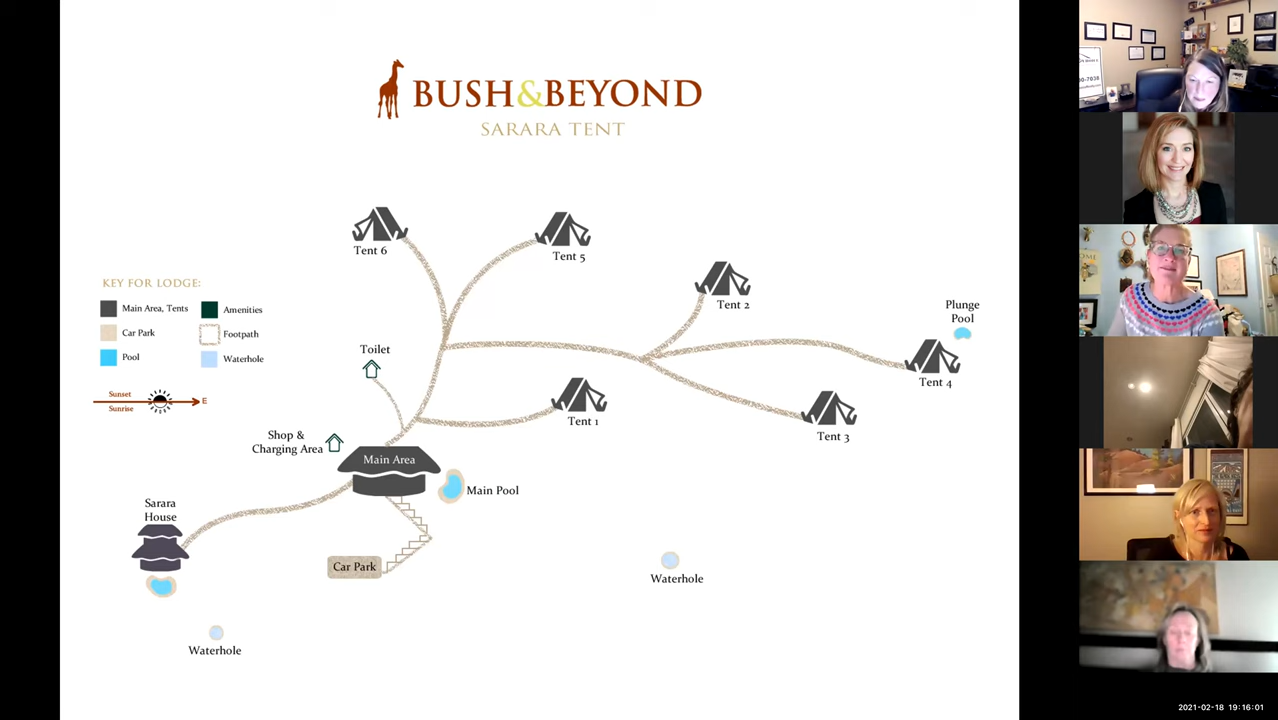 BUSH&BEYOND
SARARA TENT
Tent 6
Tent 5
Tent 2
Plunge
Pool
KEY FOR LODGE:
Main Area, Tents
Amenities
Car Park
Footpath
Pool
Waterhole
Sunset
Sunrise
E
Toilet
Tent 4
Tent 1
Tent 3
Shop &
Charging Area
Main Area
Main Pool
Sarara
House
Car Park
Waterhole
Waterhole
2021-02-18 19:16:01